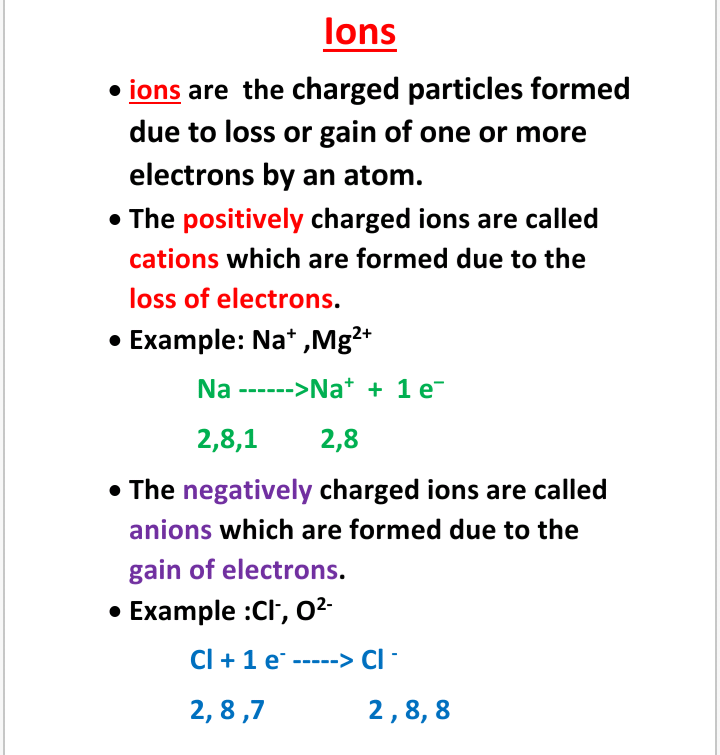 Ions
• ions are the charged particles formed
due to loss or gain of one or more
electrons by an atom.
• The positively charged ions are called
cations which are formed due to the
loss of electrons.
• Example: Na⁺ ,Mg²⁺
Na ------>Na⁺ + 1 e⁻
2,8,1 2,8
• The negatively charged ions are called
anions which are formed due to the
gain of electrons.
• Example :Cl⁻, O²⁻
Cl + 1 e⁻ -----> Cl ⁻
2, 8 ,7 2 , 8, 8